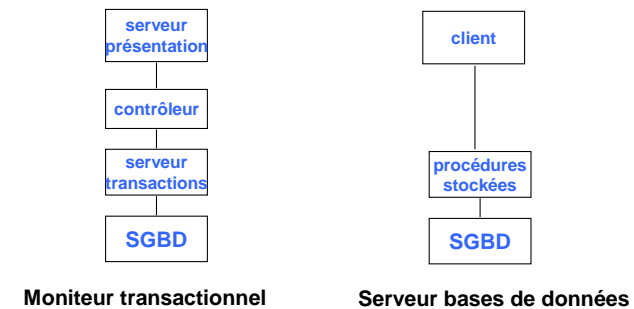 serveur
présentation
contrôleur
serveur
transactions
SGBD
Moniteur transactionnel
client
procédures
stockées
SGBD
Serveur bases de données